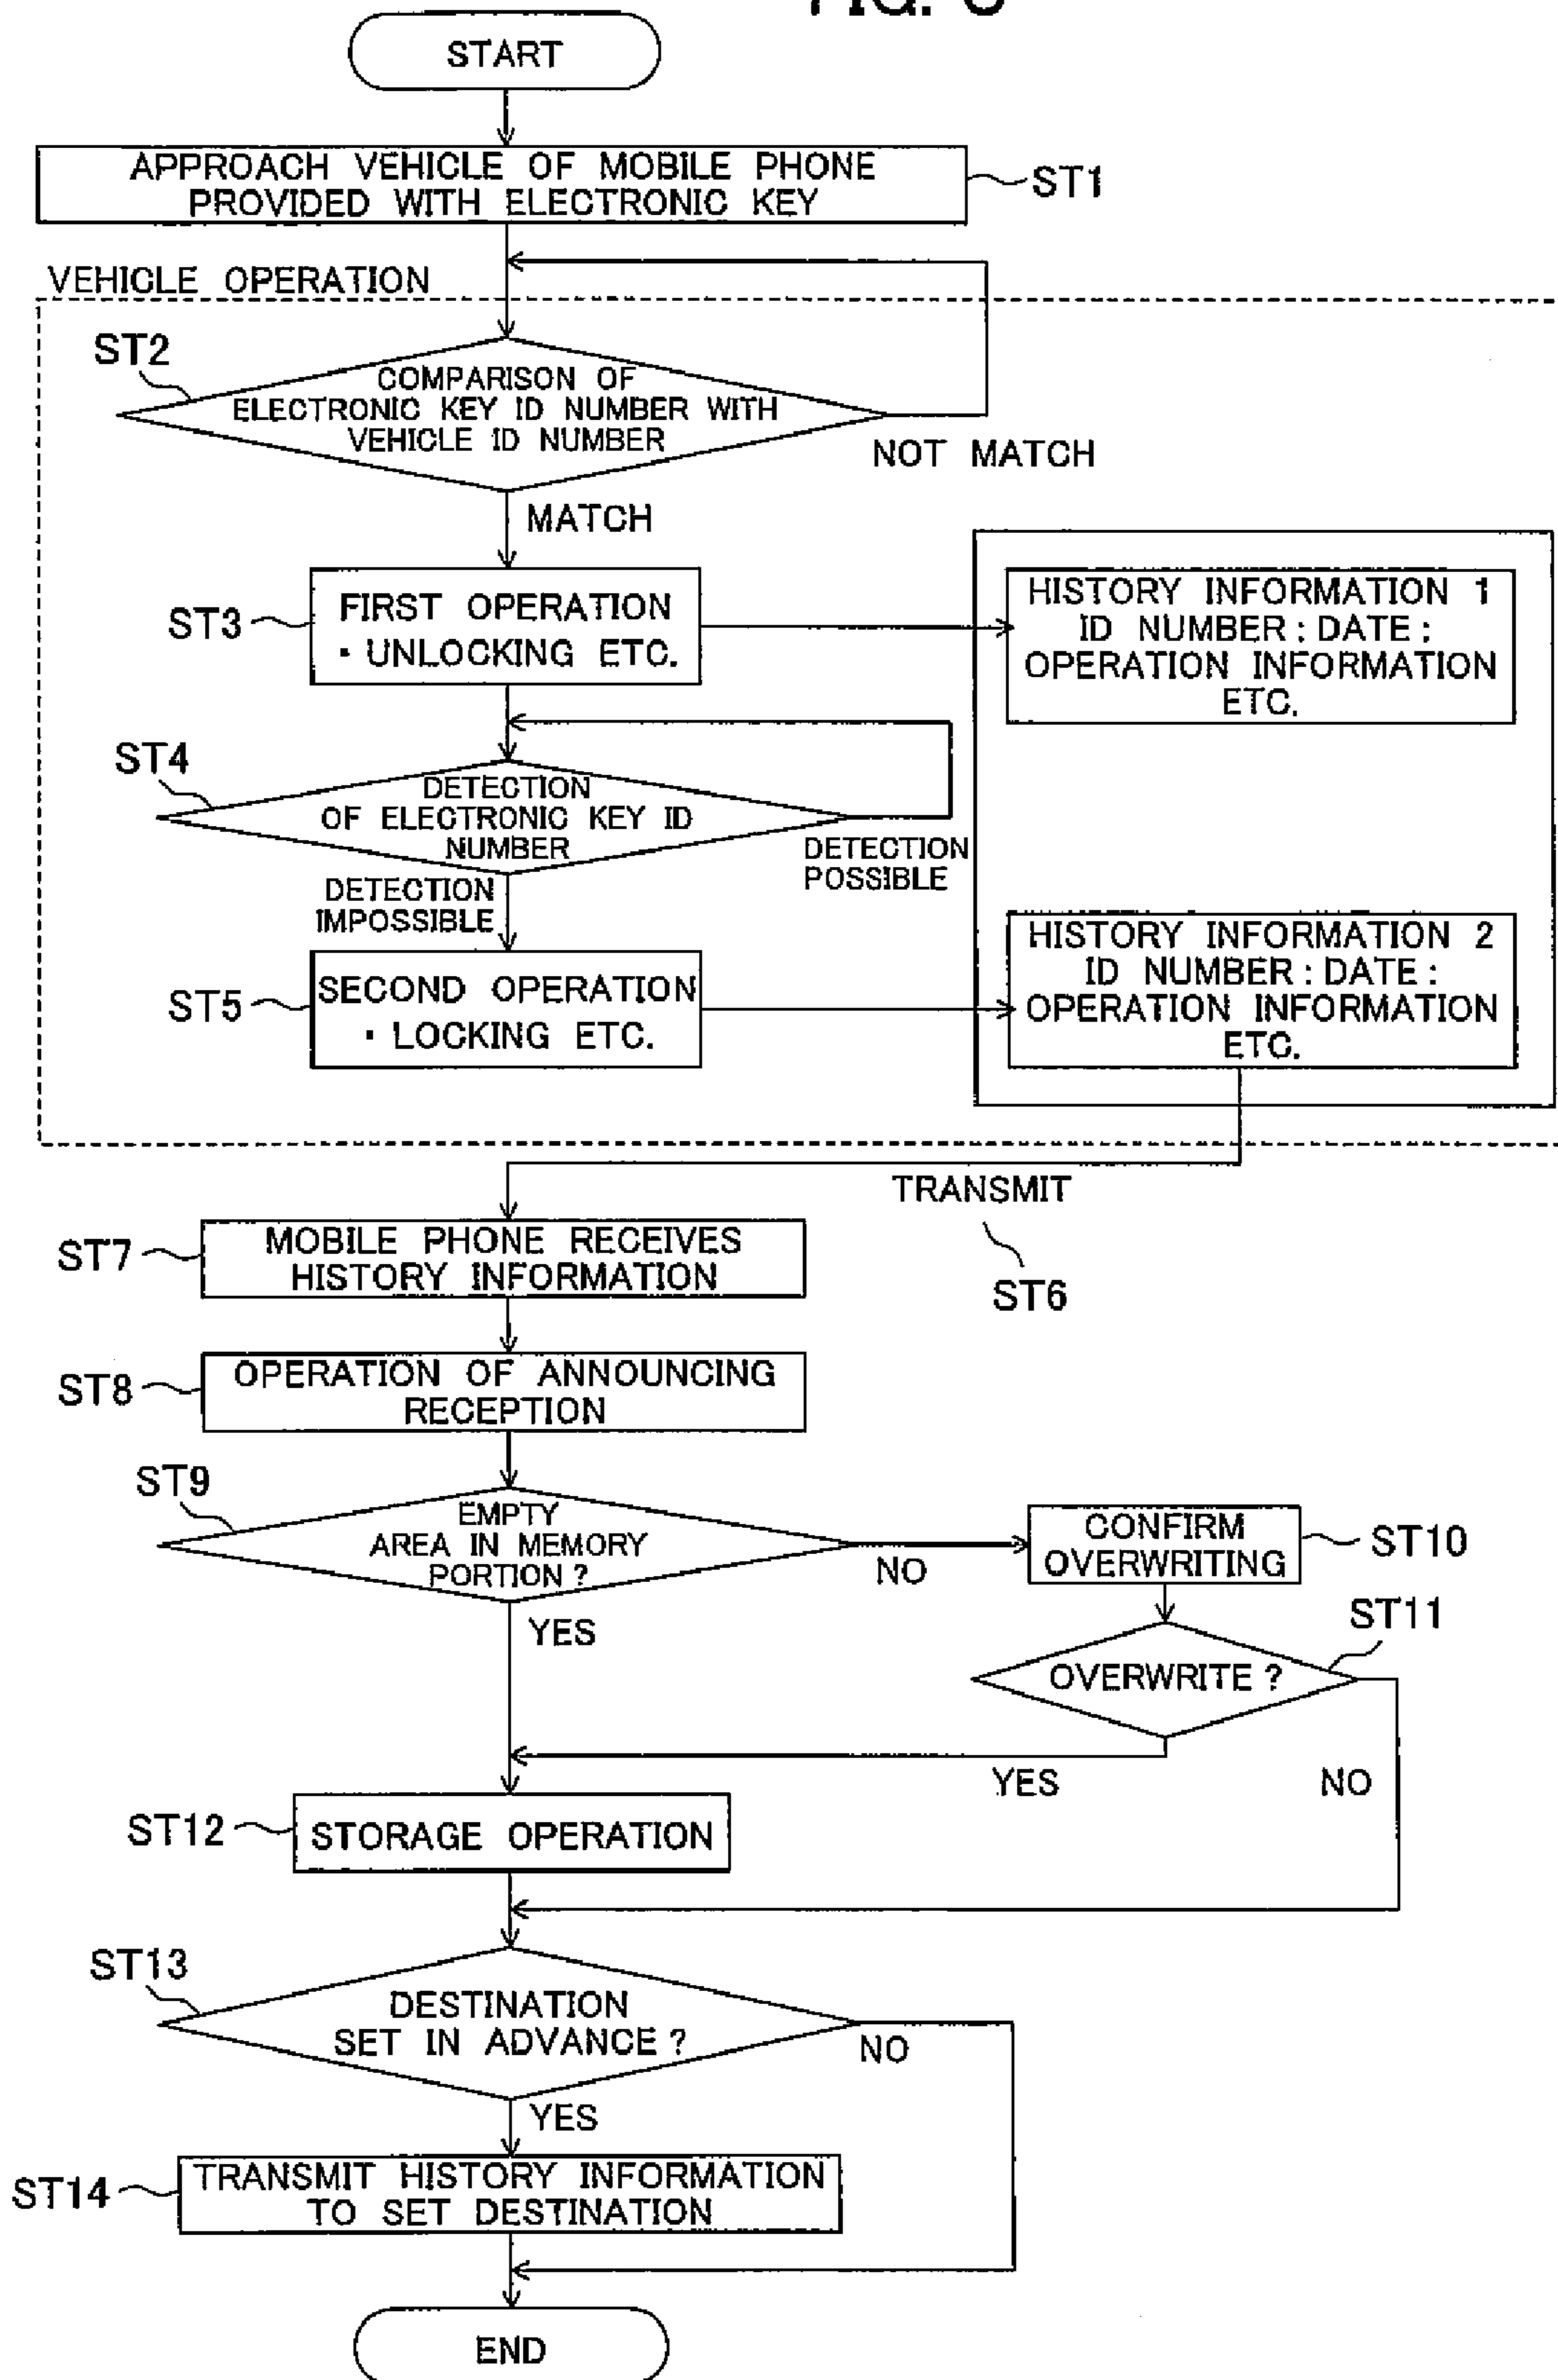 START
APPROACH VEHICLE OF MOBILE PHONE
PROVIDED WITH ELECTRONIC KEY
ST1
VEHICLE OPERATION
ST2
COMPARISON OF
ELECTRONIC KEY ID NUMBER WITH
VEHICLE ID NUMBER
NOT MATCH
MATCH
ST3
FIRST OPERATION
・UNLOCKING ETC.
HISTORY INFORMATION 1
ID NUMBER : DATE :
OPERATION INFORMATION
ETC.
ST4
DETECTION
OF ELECTRONIC KEY ID
NUMBER
DETECTION
POSSIBLE
DETECTION
IMPOSSIBLE
ST5
SECOND OPERATION
・LOCKING ETC.
HISTORY INFORMATION 2
ID NUMBER : DATE :
OPERATION INFORMATION
ETC.
TRANSMIT
ST6
ST7
MOBILE PHONE RECEIVES
HISTORY INFORMATION
ST8
OPERATION OF ANNOUNCING
RECEPTION
ST9
EMPTY
AREA IN MEMORY
PORTION ?
NO
CONFIRM
OVERWRITING
ST10
YES
ST11
OVERWRITE ?
YES
NO
ST12
STORAGE OPERATION
ST13
DESTINATION
SET IN ADVANCE ?
NO
YES
ST14
TRANSMIT HISTORY INFORMATION
TO SET DESTINATION
END